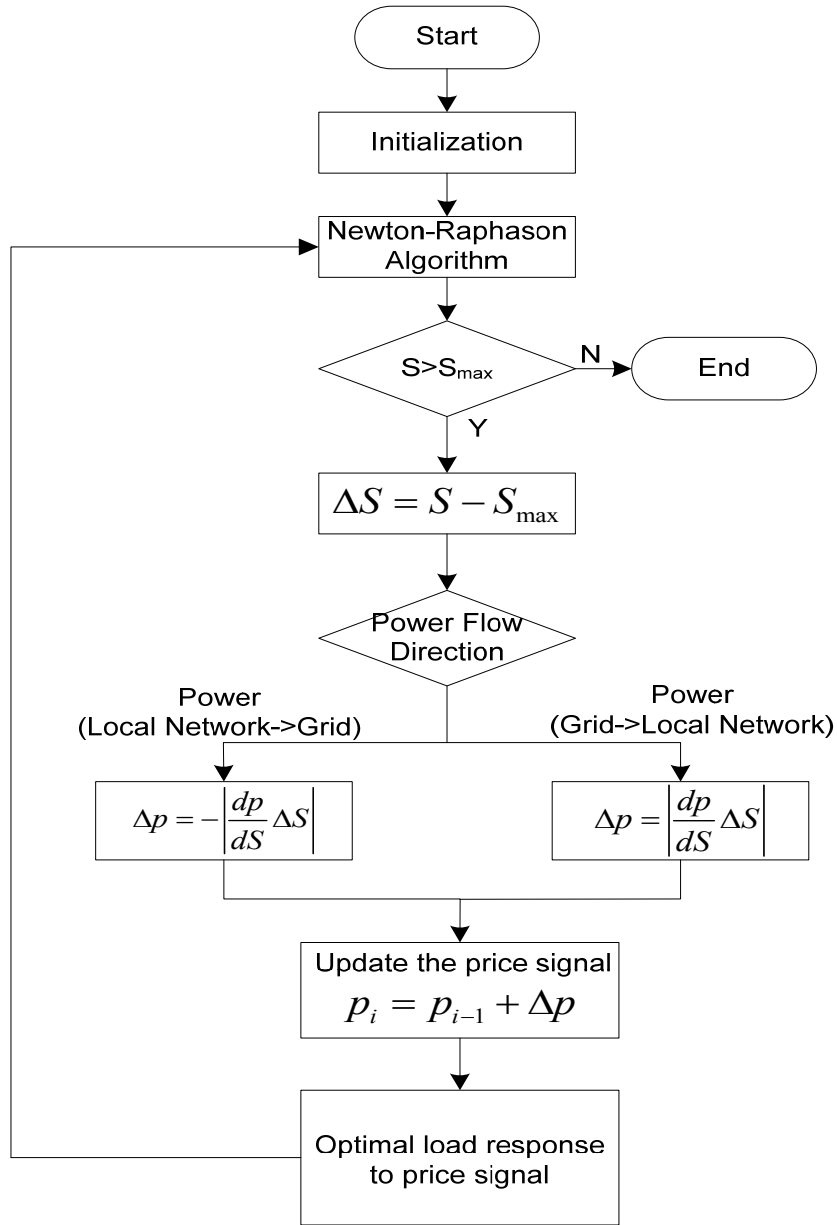 Start
Initialization
Newton-Raphason
Algorithm
S>Smax
N
End
Y
ΔS = S − Smax
Power Flow
Direction
Power
(Local Network->Grid)
Power
(Grid->Local Network)
Δp = −|dp/dS ΔS|
Δp = |dp/dS ΔS|
Update the price signal
pi = pi−1 + Δp
Optimal load response
to price signal